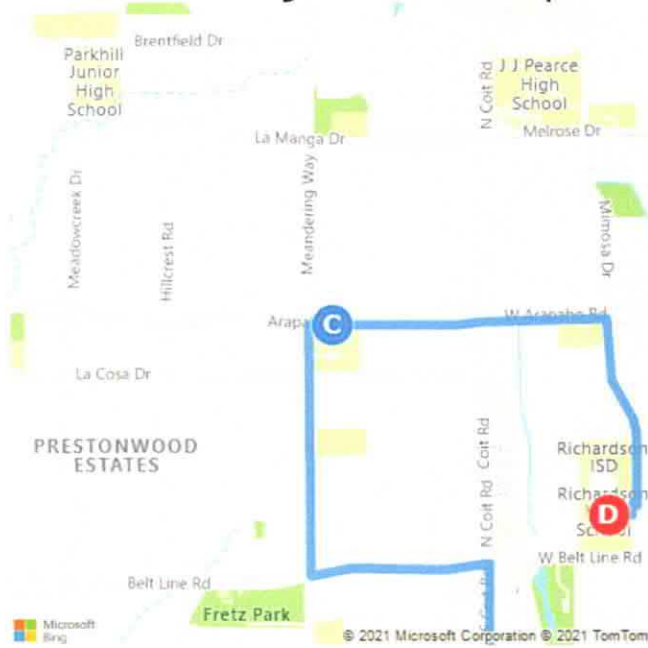 Brentfield Dr
Parkhill
Junior
High
School
J J Pearce
High
School
N Coit Rd
La Manga Dr
Melrose Dr
Meandering Way
Meadowcreek Dr
Hillcrest Rd
Mimosa Dr
C
W Arapaho Rd
La Cosa Dr
PRESTONWOOD
ESTATES
Coit Rd
N Coit Rd
Richardson
ISD
Richardson
D
W Belt Line Rd
Belt Line Rd
Fretz Park
Microsoft
Bing
© 2021 Microsoft Corporation © 2021 TomTom